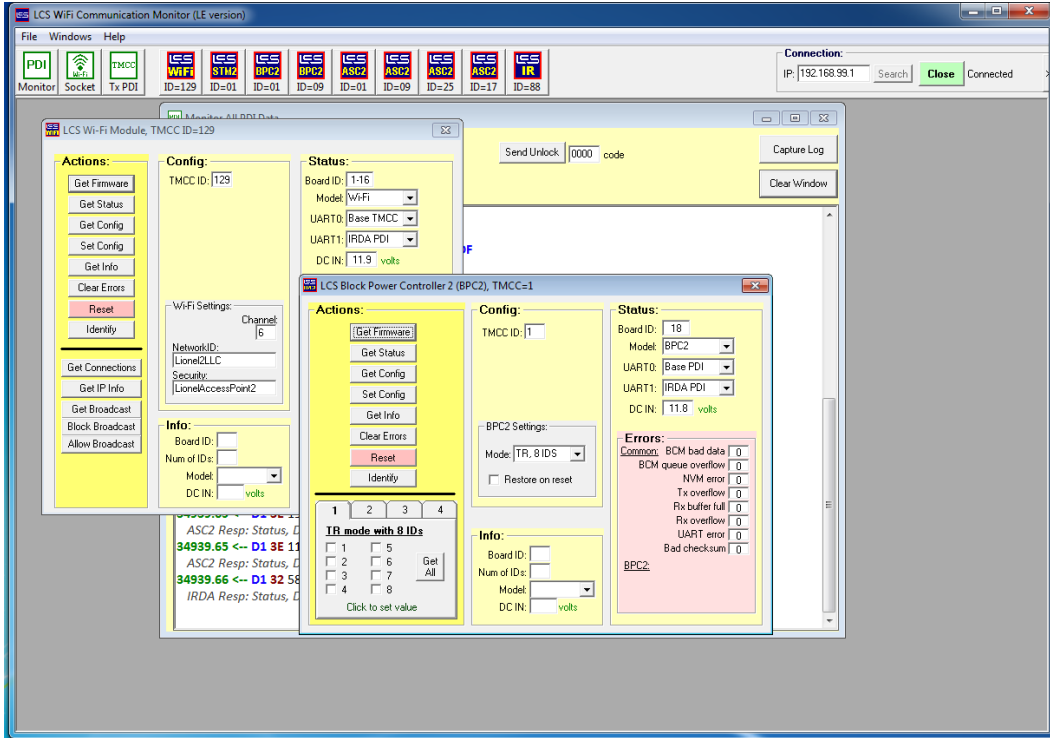 LCS WiFi Communication Monitor (LE version)
File Windows Help
PDI
Monitor
Wi-Fi
Socket
TMCC
Tx PDI
LCS WiFi
ID=129
LCS STM2
ID=01
LCS BPC2
ID=01
LCS BPC2
ID=09
LCS ASC2
ID=01
LCS ASC2
ID=09
LCS ASC2
ID=25
LCS ASC2
ID=17
LCS IR
ID=88
Connection:
IP: 192.168.99.1 Search Close Connected
Monitor All PDI Data
Send Unlock 0000 code
Capture Log
Clear Window
LCS Wi-Fi Module, TMCC ID=129
Actions:
Get Firmware
Get Status
Get Config
Set Config
Get Info
Clear Errors
Reset
Identify
Get Connections
Get IP Info
Get Broadcast
Block Broadcast
Allow Broadcast
Config:
TMCC ID: 129
Wi-Fi Settings:
Channel:
6
NetworkID:
Lionel2LLC
Security:
LionelAccessPoint2
Info:
Board ID:
Num of IDs:
Model:
DC IN: volts
Status:
Board ID: 1-16
Model: Wi-Fi
UART0: Base TMCC
UART1: IRDA PDI
DC IN: 11.9 volts
LCS Block Power Controller 2 (BPC2), TMCC=1
Actions:
Get Firmware
Get Status
Get Config
Set Config
Get Info
Clear Errors
Reset
Identify
1 2 3 4
TR mode with 8 IDs
1 5
2 6
3 7
4 8
Get All
Click to set value
Config:
TMCC ID: 1
BPC2 Settings:
Mode: TR, 8 IDS
Restore on reset
Info:
Board ID:
Num of IDs:
Model:
DC IN: volts
Status:
Board ID: 18
Model: BPC2
UART0: Base PDI
UART1: IRDA PDI
DC IN: 11.8 volts
Errors:
Common: BCM bad data 0
BCM queue overflow 0
NVM error 0
Tx overflow 0
Rx buffer full 0
Rx overflow 0
UART error 0
Bad checksum 0
BPC2:
ASC2 Resp: Status,
34939.65 <-- D1 3E 11
ASC2 Resp: Status,
34939.66 <-- D1 32 58
IRDA Resp: Status,